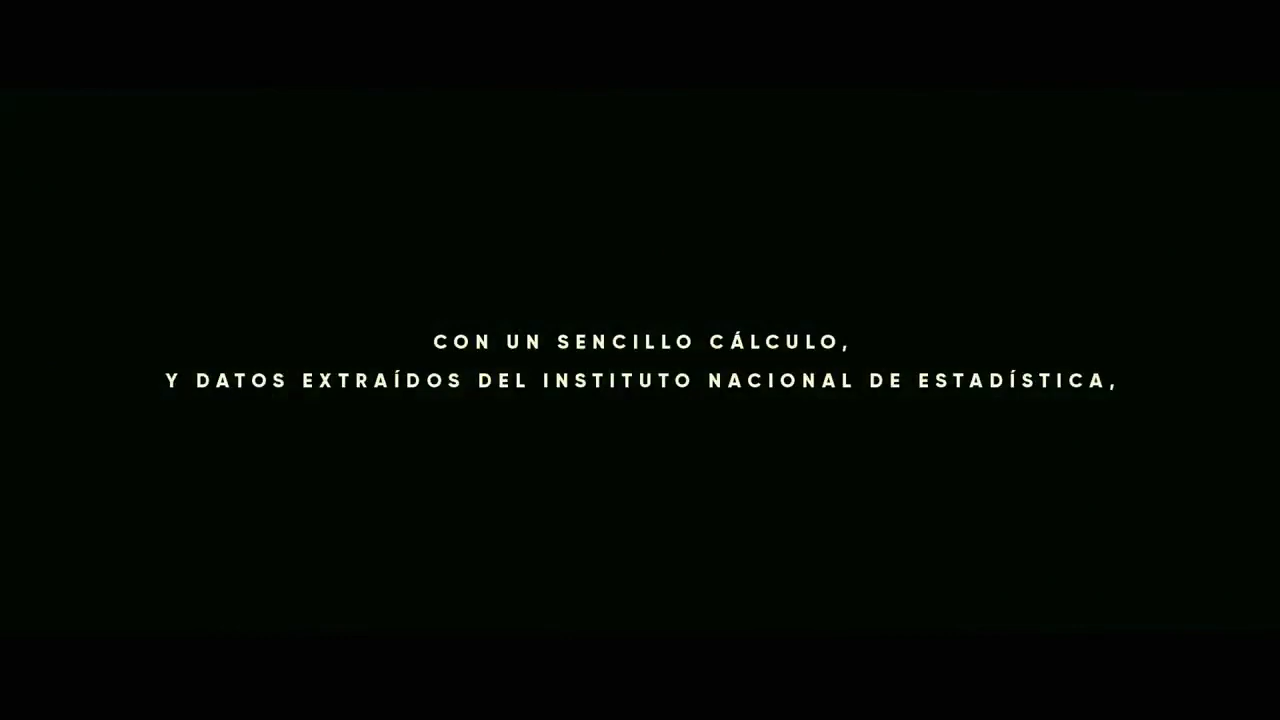 CON UN SENCILLO CÁLCULO,
Y DATOS EXTRAÍDOS DEL INSTITUTO NACIONAL DE ESTADÍSTICA,